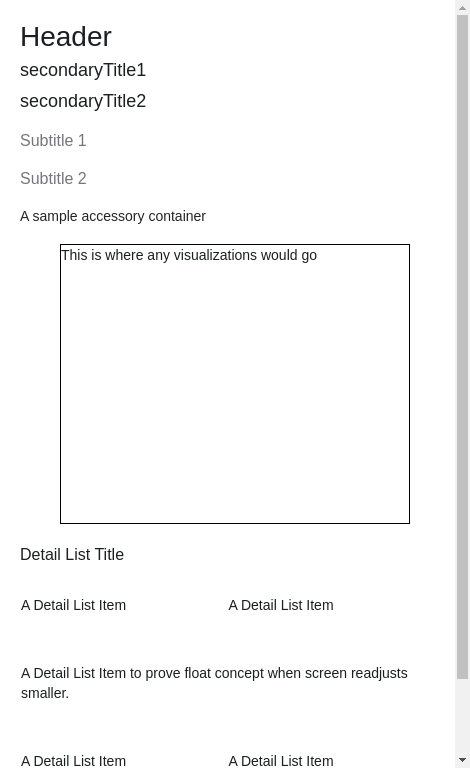 Header
secondaryTitle1
secondaryTitle2
Subtitle 1
Subtitle 2
A sample accessory container
This is where any visualizations would go
Detail List Title
A Detail List Item
A Detail List Item
A Detail List Item to prove float concept when screen readjusts
smaller.
A Detail List Item
A Detail List Item